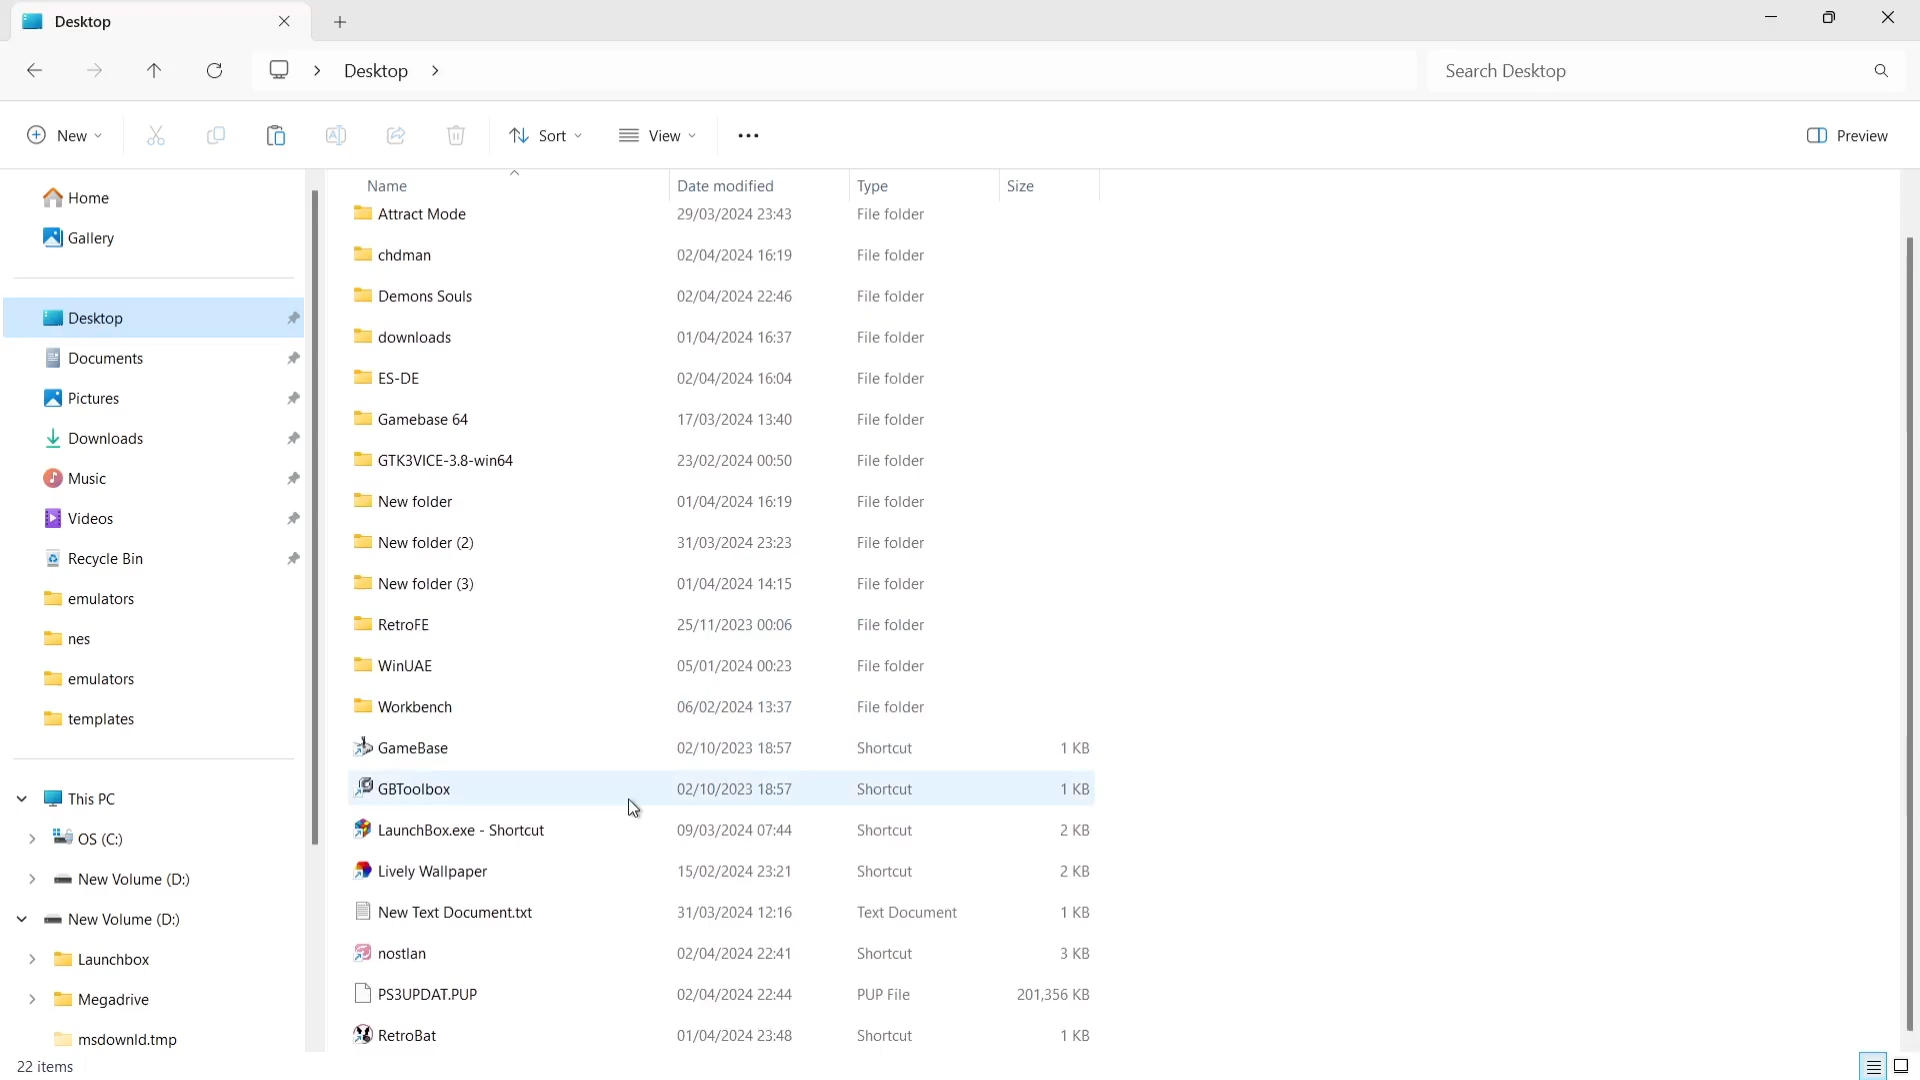 Desktop
Desktop
Search Desktop
New
Sort
View
Preview
Home
Gallery
Desktop
Documents
Pictures
Downloads
Music
Videos
Recycle Bin
emulators
nes
emulators
templates
This PC
OS (C:)
New Volume (D:)
New Volume (D:)
Launchbox
Megadrive
msdownld.tmp
Name Date modified Type Size
Attract Mode 29/03/2024 23:43 File folder
chdman 02/04/2024 16:19 File folder
Demons Souls 02/04/2024 22:46 File folder
downloads 01/04/2024 16:37 File folder
ES-DE 02/04/2024 16:04 File folder
Gamebase 64 17/03/2024 13:40 File folder
GTK3VICE-3.8-win64 23/02/2024 00:50 File folder
New folder 01/04/2024 16:19 File folder
New folder (2) 31/03/2024 23:23 File folder
New folder (3) 01/04/2024 14:15 File folder
RetroFE 25/11/2023 00:06 File folder
WinUAE 05/01/2024 00:23 File folder
Workbench 06/02/2024 13:37 File folder
GameBase 02/10/2023 18:57 Shortcut 1 KB
GBToolbox 02/10/2023 18:57 Shortcut 1 KB
LaunchBox.exe - Shortcut 09/03/2024 07:44 Shortcut 2 KB
Lively Wallpaper 15/02/2024 23:21 Shortcut 2 KB
New Text Document.txt 31/03/2024 12:16 Text Document 1 KB
nostlan 02/04/2024 22:41 Shortcut 3 KB
PS3UPDAT.PUP 02/04/2024 22:44 PUP File 201,356 KB
RetroBat 01/04/2024 23:48 Shortcut 1 KB
22 items